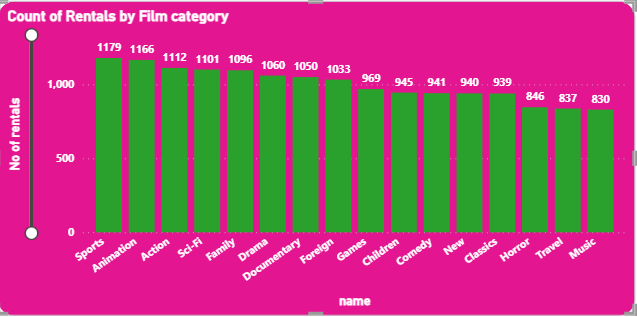 Count of Rentals by Film category
No of rentals
1,000
500
0
1179 1166 1112 1101 1096 1060 1050 1033 969 945 941 940 939 846 837 830
Sports Animation Action Sci-Fi Family Drama Documentary Foreign Games Children Comedy New Classics Horror Travel Music
name